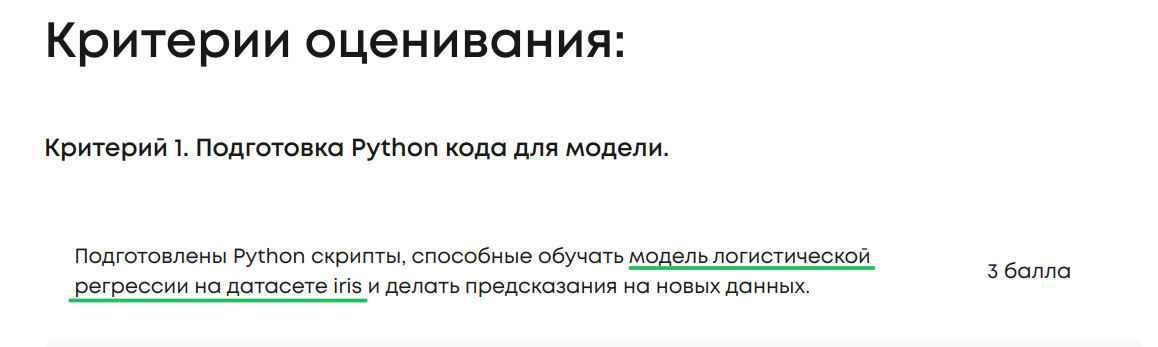 Критерии оценивания:
Критерий 1. Подготовка Python кода для модели.
Подготовлены Python скрипты, способные обучать модель логистической
регрессии на датасете iris и делать предсказания на новых данных.
3 балла